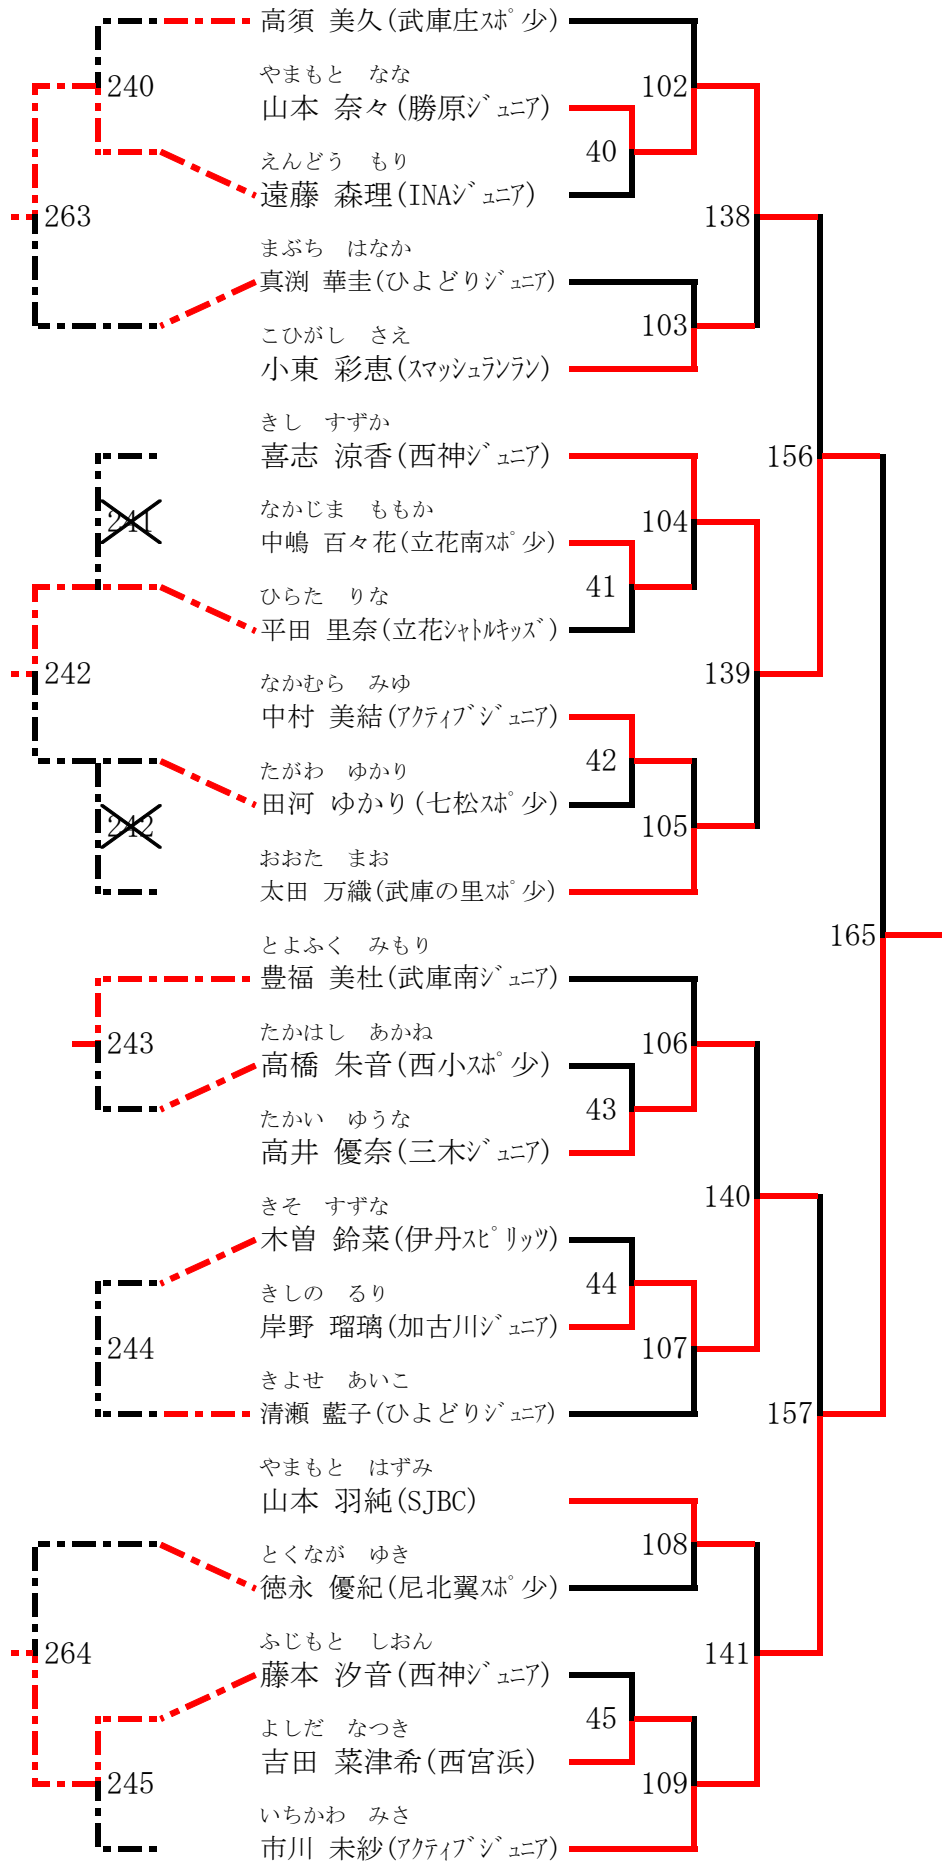 高須 美久(武庫庄スポ少)
240
やまもと なな
102
山本 奈々(勝原ジュニア)
40
えんどう もり
遠藤 森理(INAジュニア)
263
138
まぶち はなか
真渕 華圭(ひよどりジュニア)
103
こひがし さえ
小東 彩恵(スマッシュランラン)
きし すずか
喜志 涼香(西神ジュニア)
156
なかじま ももか
241
104
中嶋 百々花(立花南スポ少)
41
ひらた りな
平田 里奈(立花シャトルキッズ)
242
139
なかむら みゆ
中村 美結(アクティブジュニア)
42
たがわ ゆかり
田河 ゆかり(七松スポ少)
242
105
おおた まお
太田 万織(武庫の里スポ少)
165
とよふく みもり
豊福 美杜(武庫南ジュニア)
243
たかはし あかね
106
高橋 朱音(西小スポ少)
43
たかい ゆうな
高井 優奈(三木ジュニア)
140
きそ すずな
木曽 鈴菜(伊丹スピリッツ)
44
きしの るり
岸野 瑠璃(加古川ジュニア)
244
107
きよせ あいこ
清瀬 藍子(ひよどりジュニア)
157
やまもと はずみ
山本 羽純(SJBC)
108
とくなが ゆき
徳永 優紀(尼北翼スポ少)
264
141
ふじもと しおん
藤本 汐音(西神ジュニア)
45
よしだ なつき
吉田 菜津希(西宮浜)
245
109
いちかわ みさ
市川 未紗(アクティブジュニア)